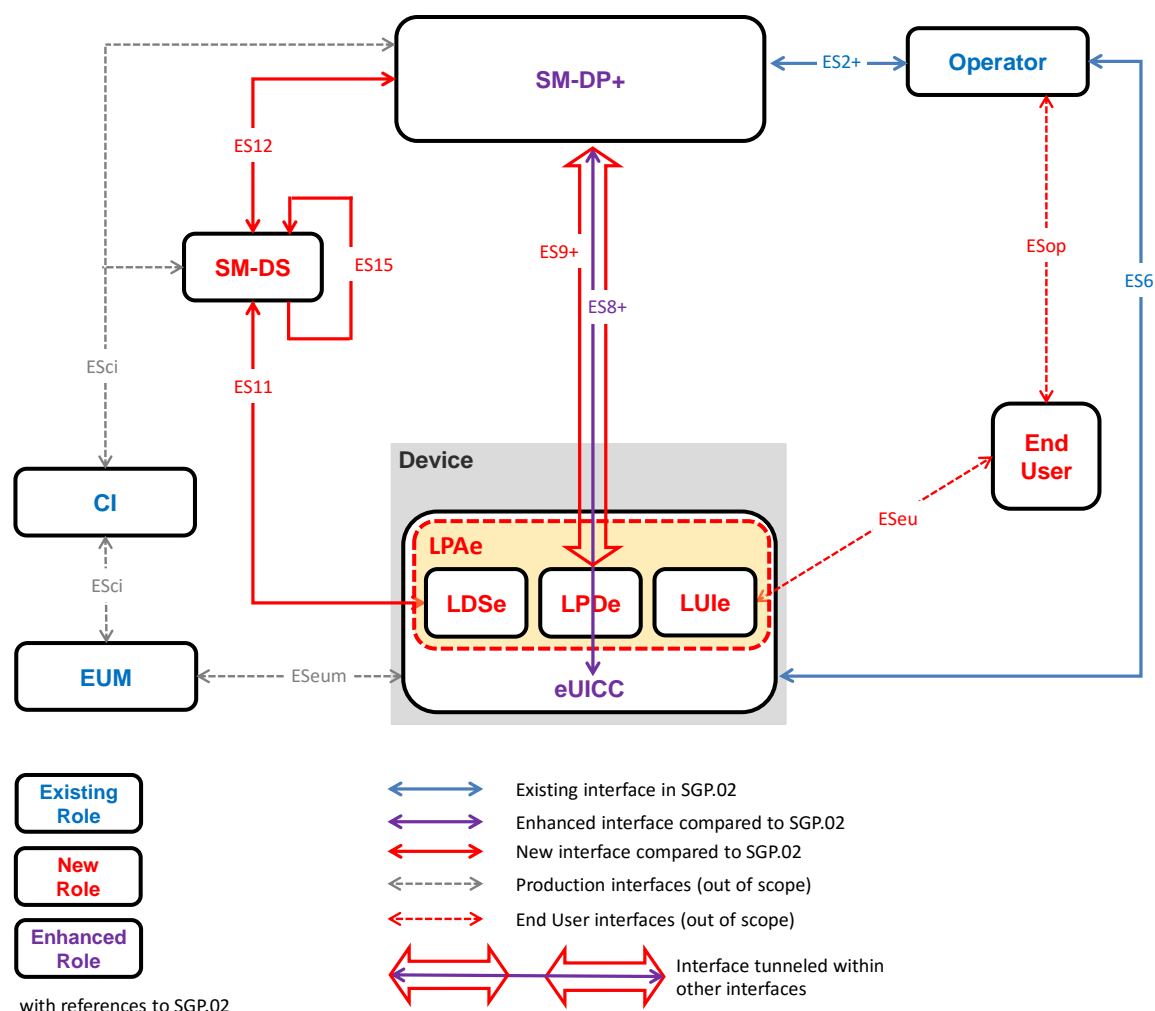 SM-DP+
ES2+
Operator
ES12
ES9+
ES8+
ESop
ES6
SM-DS
ES15
ESci
ES11
End
User
Device
CI
ESeu
LPAe
ESci
LDSe
LPDe
LUIe
EUM
ESeum
eUICC
Existing
Role
New
Role
Enhanced
Role
with references to SGP.02
Existing interface in SGP.02
Enhanced interface compared to SGP.02
New interface compared to SGP.02
Production interfaces (out of scope)
End User interfaces (out of scope)
Interface tunneled within
other interfaces